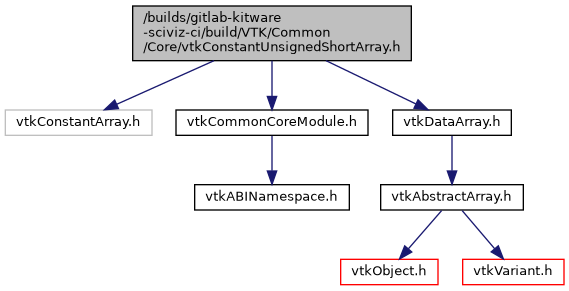 /builds/gitlab-kitware
-sciviz-ci/build/VTK/Common
/Core/vtkConstantUnsignedShortArray.h
vtkConstantArray.h
vtkCommonCoreModule.h
vtkDataArray.h
vtkABINamespace.h
vtkAbstractArray.h
vtkObject.h
vtkVariant.h